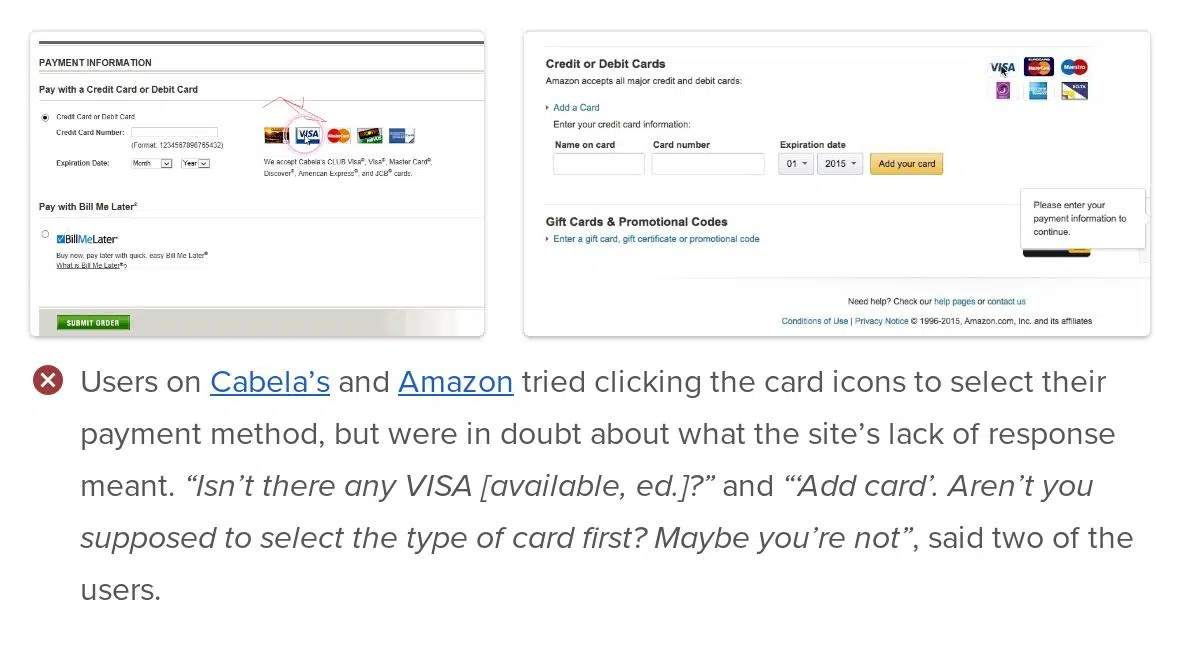 PAYMENT INFORMATION
Pay with a Credit Card or Debit Card
Credit Card or Debit Card
Credit Card Number:
(Format: 1234567898765432)
Expiration Date: Month Year
VISA MasterCard
We accept Cabela's CLUB Visa®, Visa®, Master Card®,
Discover®, American Express®, and JCB® cards.
Pay with Bill Me Later®
BillMeLater®
Buy now, pay later with quick, easy Bill Me Later®
What is Bill Me Later®?
SUBMIT ORDER
Credit or Debit Cards
Amazon accepts all major credit and debit cards:
VISA MasterCard Maestro
DELTA
Add a Card
Enter your credit card information:
Name on card Card number Expiration date
01 2015 Add your card
Please enter your
payment information to
continue.
Gift Cards & Promotional Codes
Enter a gift card, gift certificate or promotional code
Need help? Check our help pages or contact us
Conditions of Use | Privacy Notice © 1996-2015, Amazon.com, Inc. and its affiliates
Users on Cabela’s and Amazon tried clicking the card icons to select their
payment method, but were in doubt about what the site’s lack of response
meant. “Isn’t there any VISA [available, ed.]?” and “‘Add card’. Aren’t you
supposed to select the type of card first? Maybe you’re not”, said two of the
users.